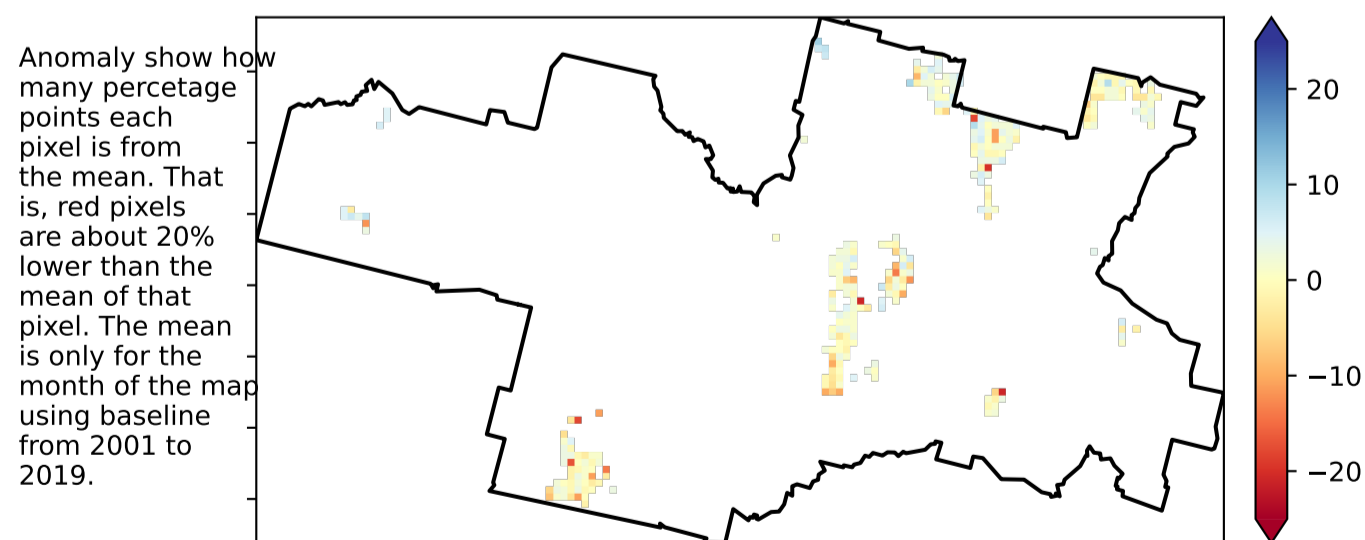 Anomaly show how
many percetage
points each
pixel is from
the mean. That
is, red pixels
are about 20%
lower than the
mean of that
pixel. The mean
is only for the
month of the map
using baseline
from 2001 to
2019.
20
10
0
−10
−20